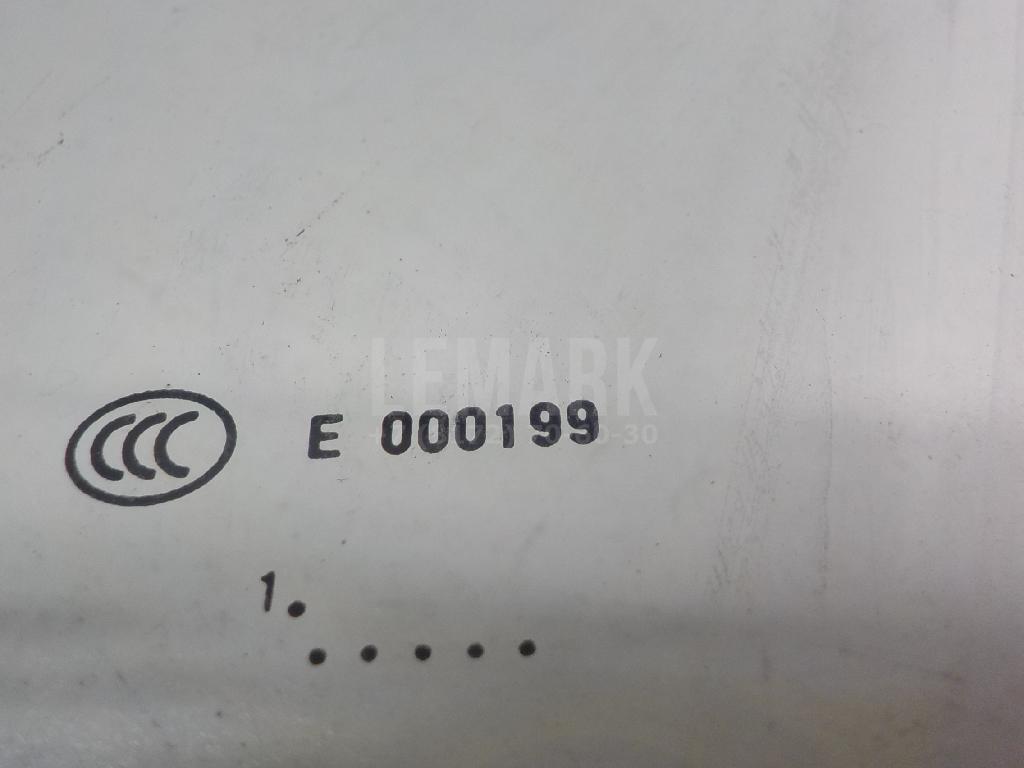 LEMARK
CCC E 000199
1.
.....